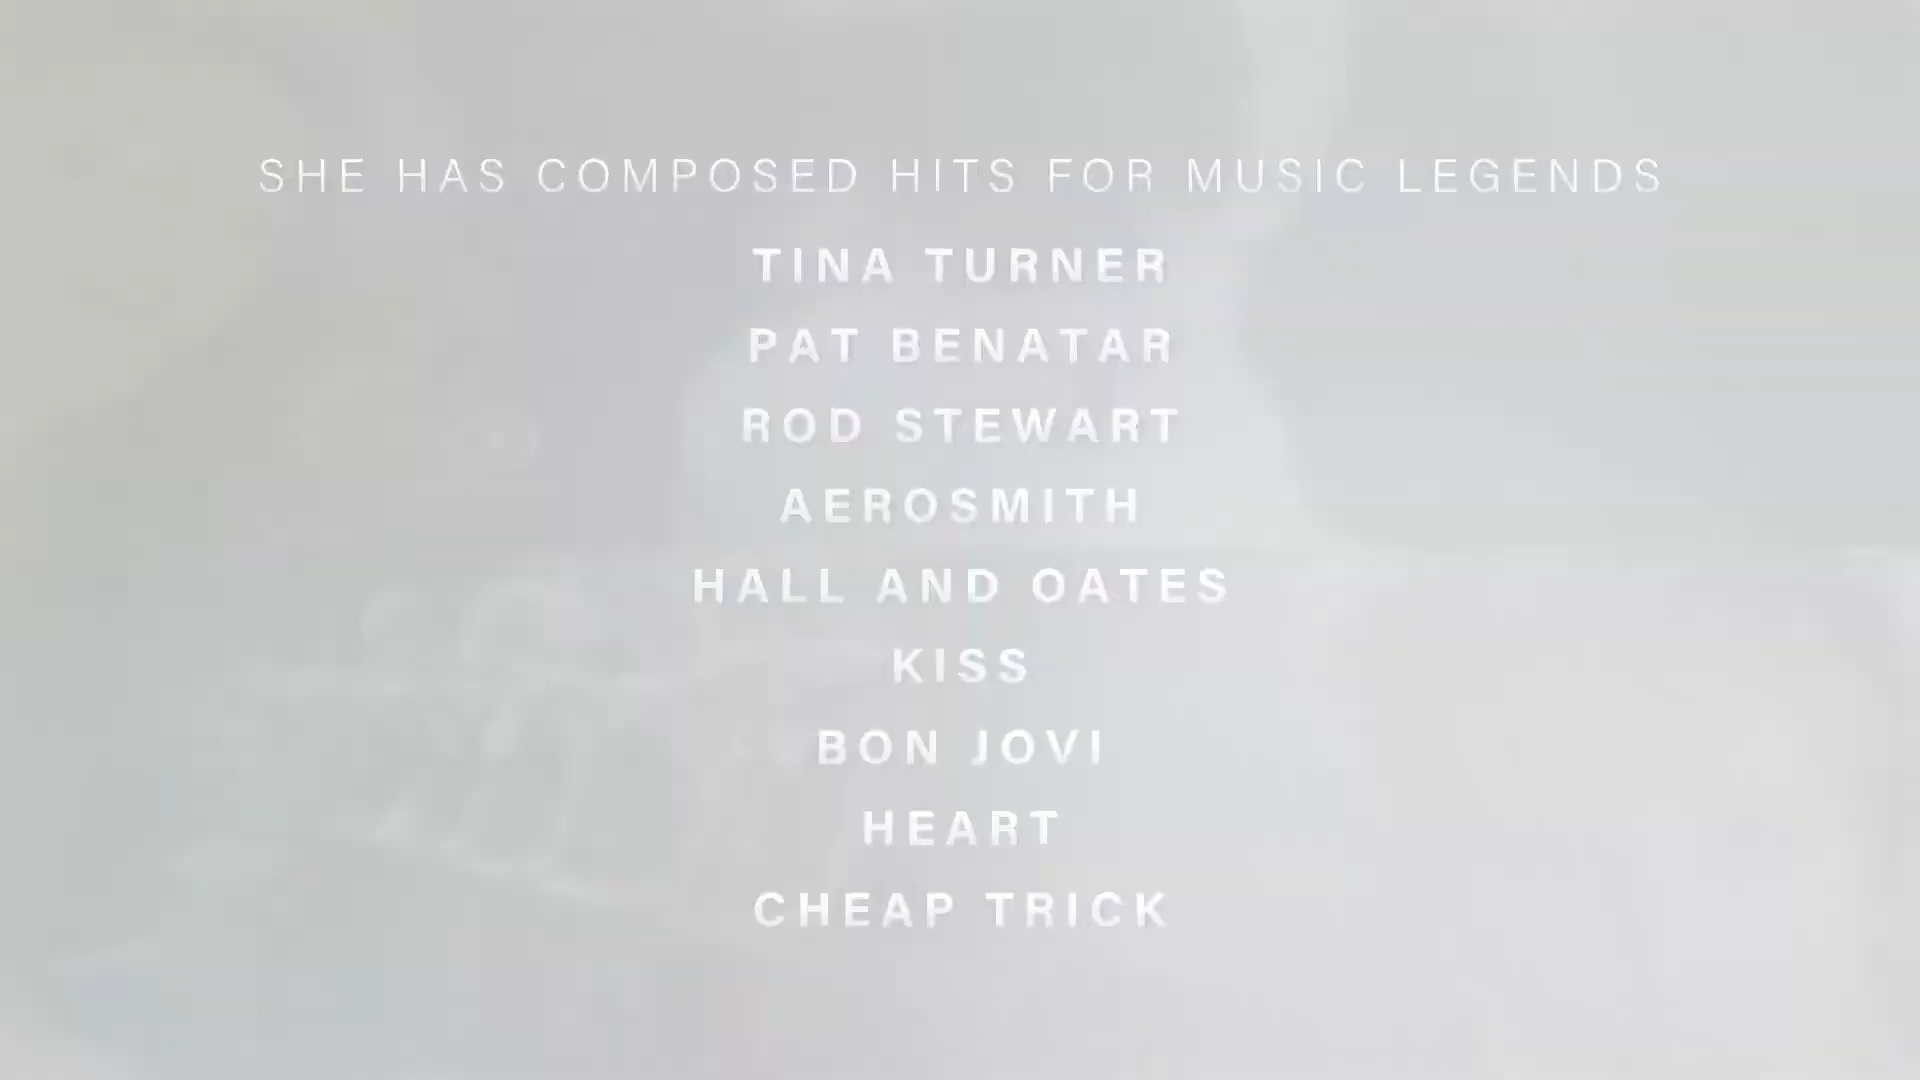 SHE HAS COMPOSED HITS FOR MUSIC LEGENDS
TINA TURNER
PAT BENATAR
ROD STEWART
AEROSMITH
HALL AND OATES
KISS
BON JOVI
HEART
CHEAP TRICK